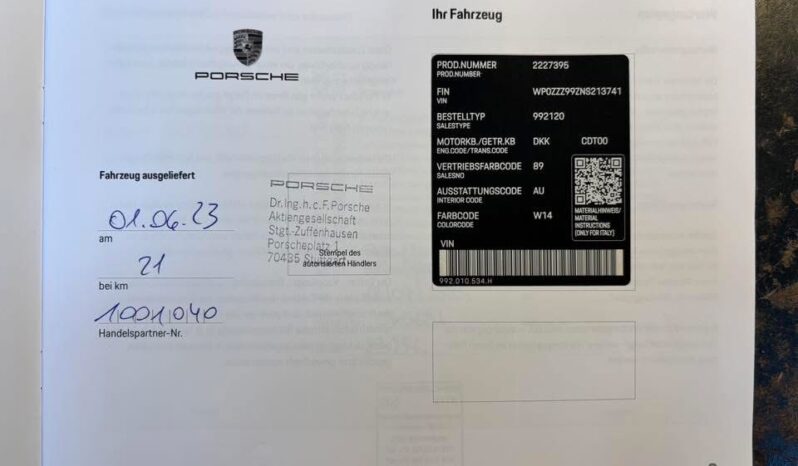 PORSCHE
Fahrzeug ausgeliefert
01.06.23
am
21
bei km
1001040
Handelspartner-Nr.
PORSCHE
Dr. Ing. h. c. F. Porsche
Aktiengesellschaft
Stgt.-Zuffenhausen
Porscheplatz 1
70435 Stuttgart
Stempel des
autorisierten Händlers
Ihr Fahrzeug
PROD.NUMMER 2227395
PROD.NUMBER
FIN WP0ZZZ99ZNS213741
VIN
BESTELLTYP 992120
SALESTYPE
MOTORKB./GETR.KB DKK CDT00
ENG.CODE/TRANS.CODE
VERTRIEBSFARBCODE 89
SALESNO
AUSSTATTUNGSCODE AU
INTERIOR CODE
FARBCODE W14
COLORCODE
MATERIALHINWEIS/
MATERIAL
INSTRUCTIONS
(ONLY FOR ITALY)
VIN
992.010.534.H